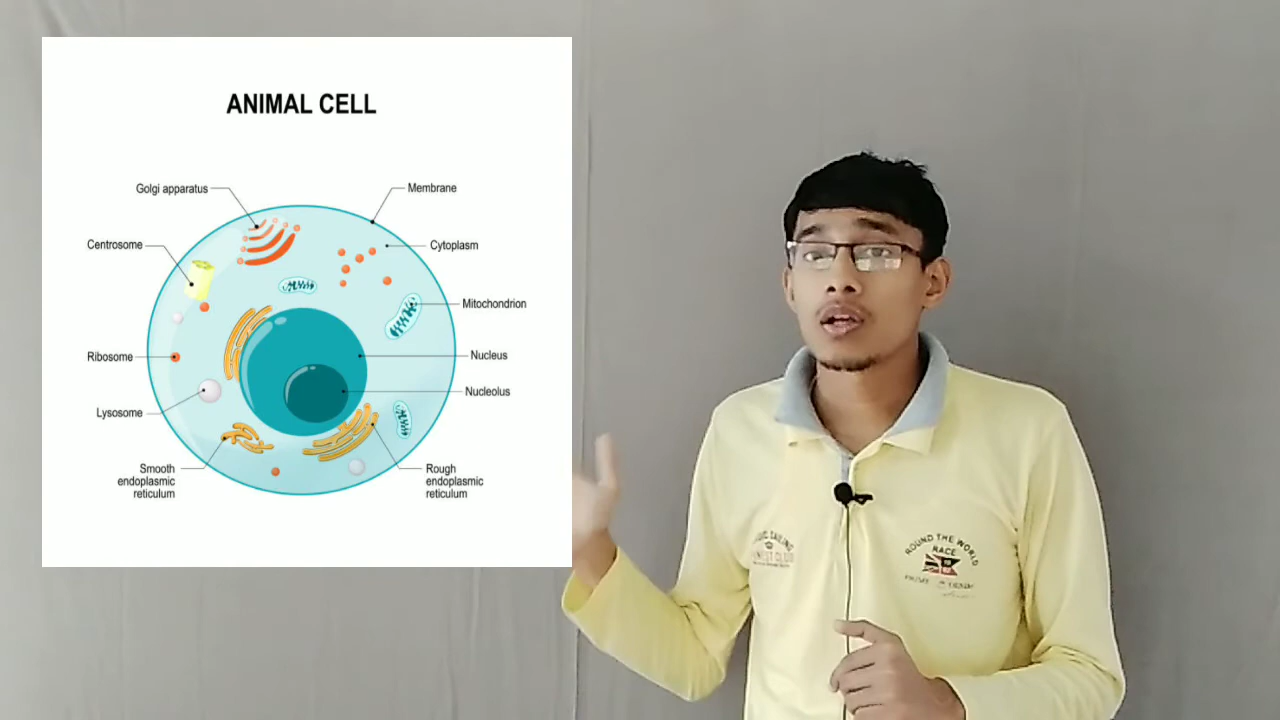 ANIMAL CELL
Golgi apparatus
Membrane
Centrosome
Cytoplasm
Mitochondrion
Ribosome
Nucleus
Nucleolus
Lysosome
Smooth
endoplasmic
reticulum
Rough
endoplasmic
reticulum
SAILING
ROUND THE WORLD
RACE